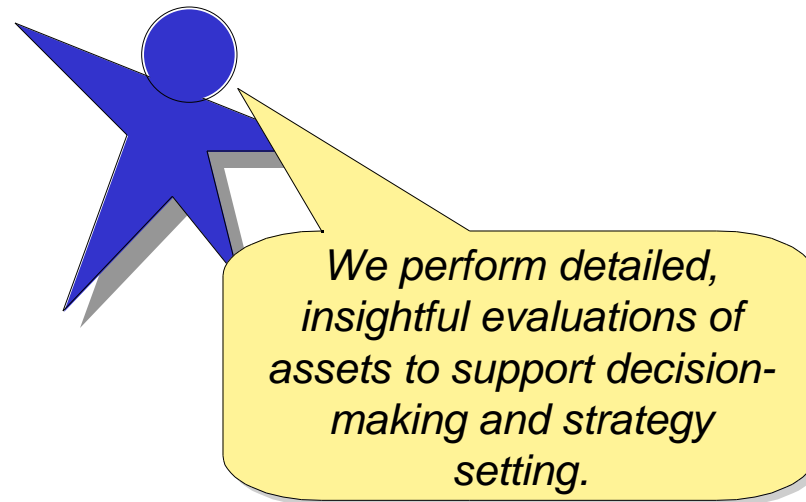 We perform detailed,
insightful evaluations of
assets to support decision-
making and strategy
setting.